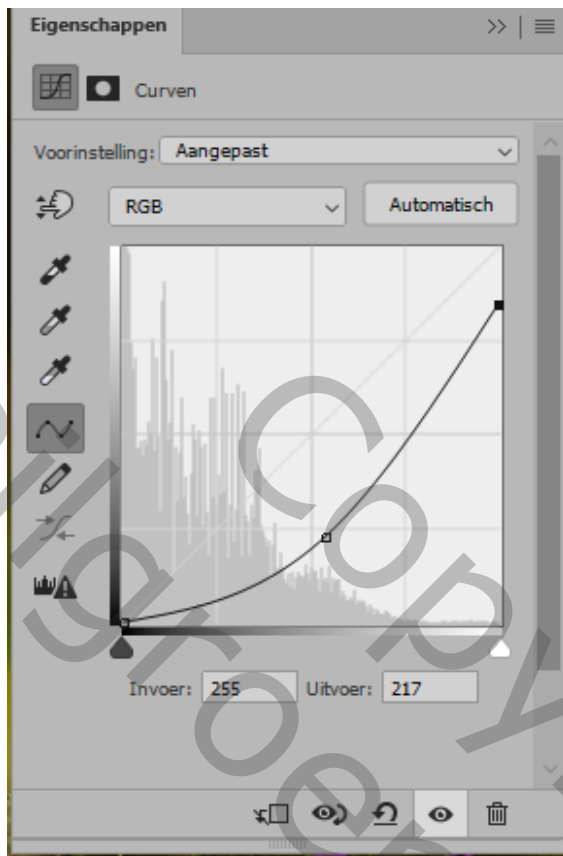 Eigenschappen
Curven
Voorinstelling: Aangepast
RGB Automatisch
Invoer: 255 Uitvoer: 217